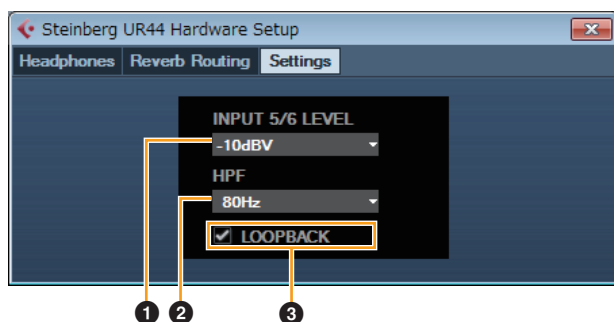 Steinberg UR44 Hardware Setup
Headphones Reverb Routing Settings
INPUT 5/6 LEVEL
-10dBV
HPF
80Hz
LOOPBACK
1 2 3